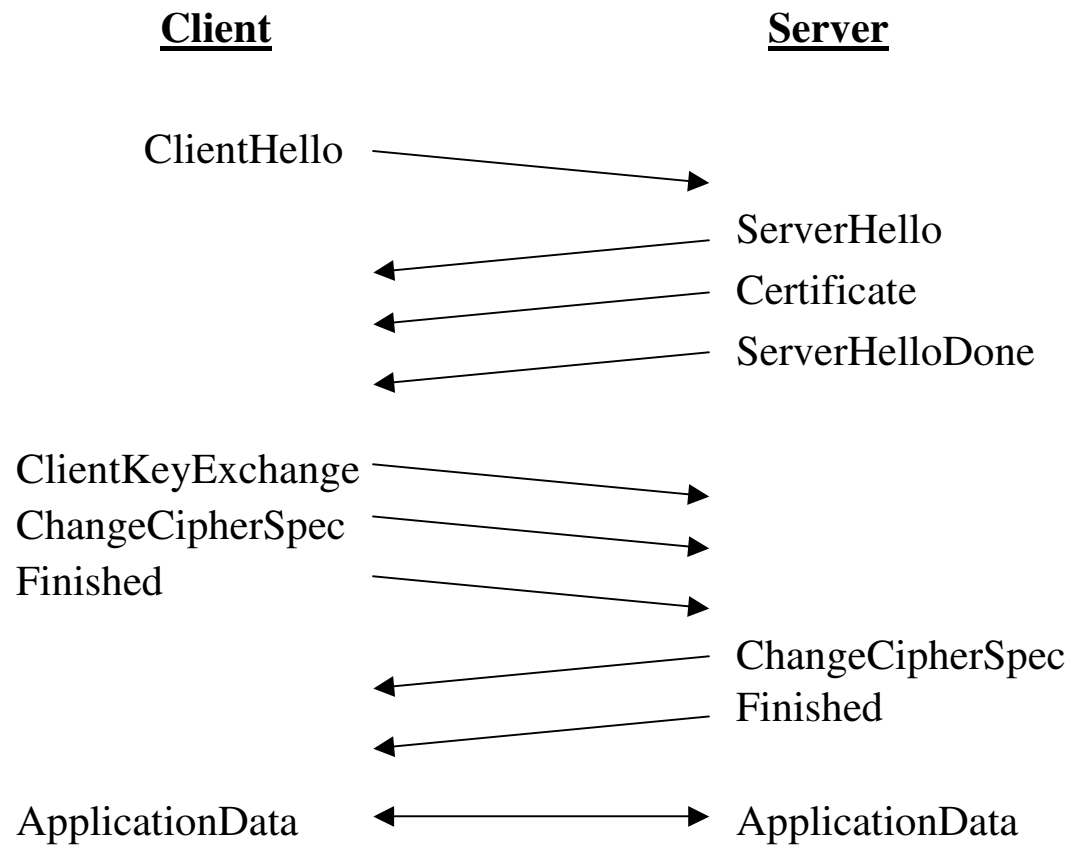 Client Server
ClientHello
ServerHello
Certificate
ServerHelloDone
ClientKeyExchange
ChangeCipherSpec
Finished
ChangeCipherSpec
Finished
ApplicationData ApplicationData